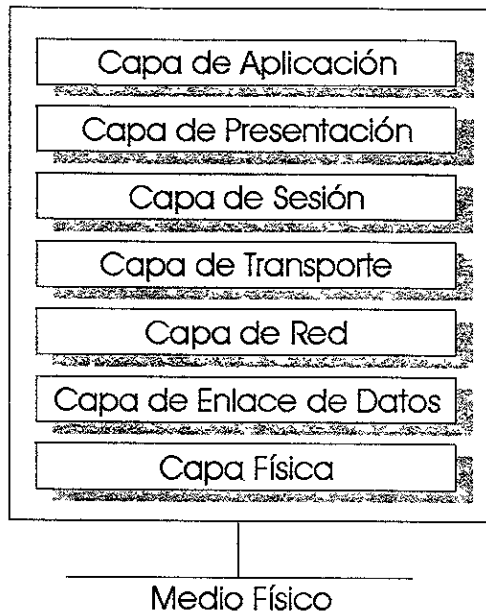 Capa de Aplicación
Capa de Presentación
Capa de Sesión
Capa de Transporte
Capa de Red
Capa de Enlace de Datos
Capa Física
Medio Físico